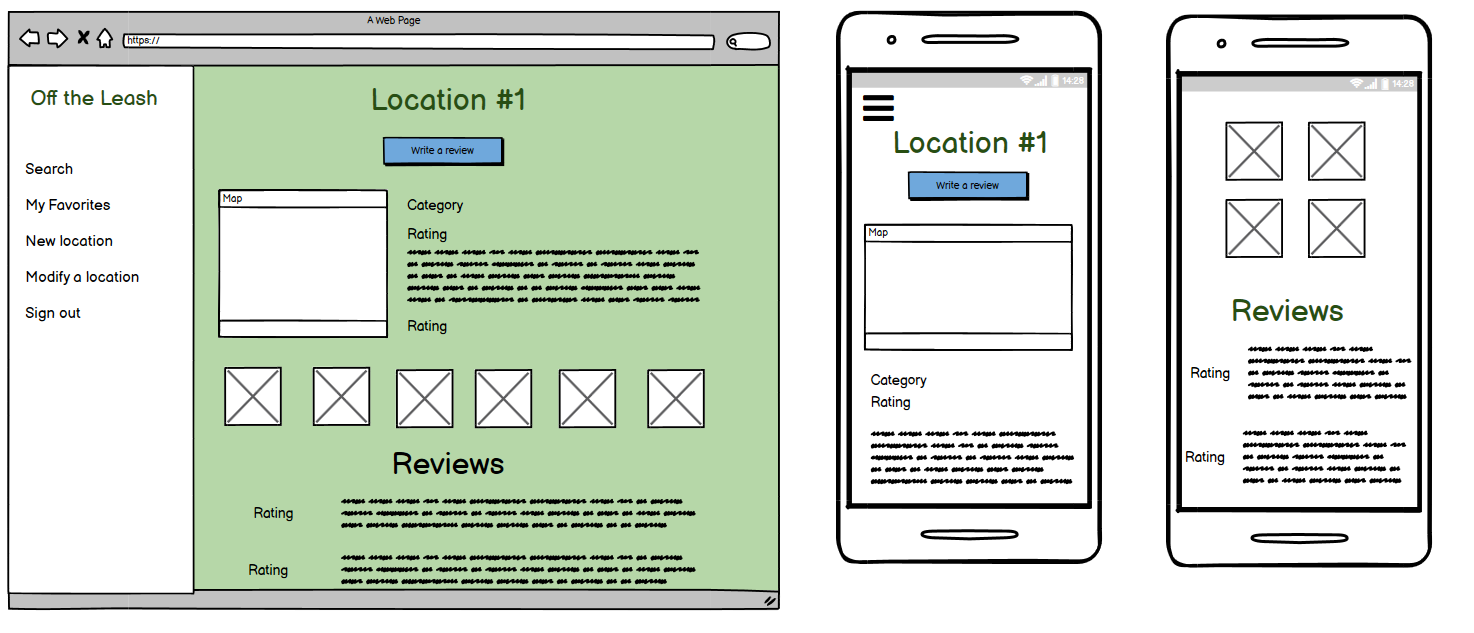 A Web Page
https://
Off the Leash
Search
My Favorites
New location
Modify a location
Sign out
Location #1
Write a review
Map
Category
Rating
Rating
Reviews
Rating
Rating
14:28
Location #1
Write a review
Map
Category
Rating
14:28
Reviews
Rating
Rating